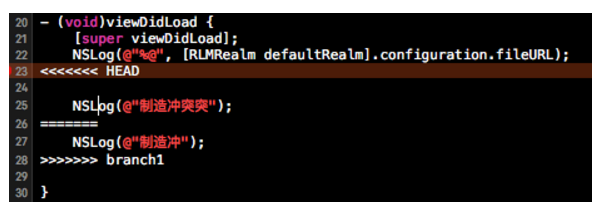 20 - (void)viewDidLoad {
21 [super viewDidLoad];
22 NSLog(@"%@", [RLMRealm defaultRealm].configuration.fileURL);
23 <<<<<<< HEAD
24
25 NSLog(@"制造冲突突");
26 =======
27 NSLog(@"制造冲");
28 >>>>>>> branch1
29
30 }